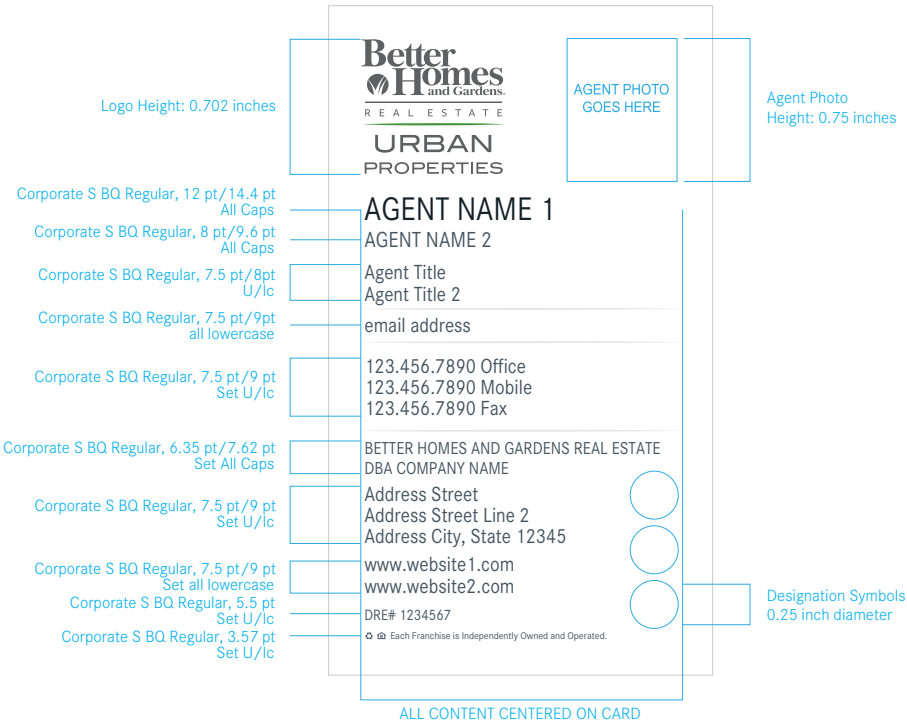 Better
Homes
and Gardens®
REAL ESTATE
URBAN
PROPERTIES
AGENT PHOTO
GOES HERE
Logo Height: 0.702 inches
Agent Photo
Height: 0.75 inches
Corporate S BQ Regular, 12 pt/14.4 pt
All Caps
AGENT NAME 1
Corporate S BQ Regular, 8 pt/9.6 pt
All Caps
AGENT NAME 2
Corporate S BQ Regular, 7.5 pt/8pt
U/lc
Agent Title
Agent Title 2
Corporate S BQ Regular, 7.5 pt/9pt
all lowercase
email address
Corporate S BQ Regular, 7.5 pt/9 pt
Set U/lc
123.456.7890 Office
123.456.7890 Mobile
123.456.7890 Fax
Corporate S BQ Regular, 6.35 pt/7.62 pt
Set All Caps
BETTER HOMES AND GARDENS REAL ESTATE
DBA COMPANY NAME
Corporate S BQ Regular, 7.5 pt/9 pt
Set U/lc
Address Street
Address Street Line 2
Address City, State 12345
Corporate S BQ Regular, 7.5 pt/9 pt
Set all lowercase
www.website1.com
www.website2.com
Corporate S BQ Regular, 5.5 pt
Set U/lc
DRE# 1234567
Corporate S BQ Regular, 3.57 pt
Set U/lc
Each Franchise is Independently Owned and Operated.
Designation Symbols
0.25 inch diameter
ALL CONTENT CENTERED ON CARD